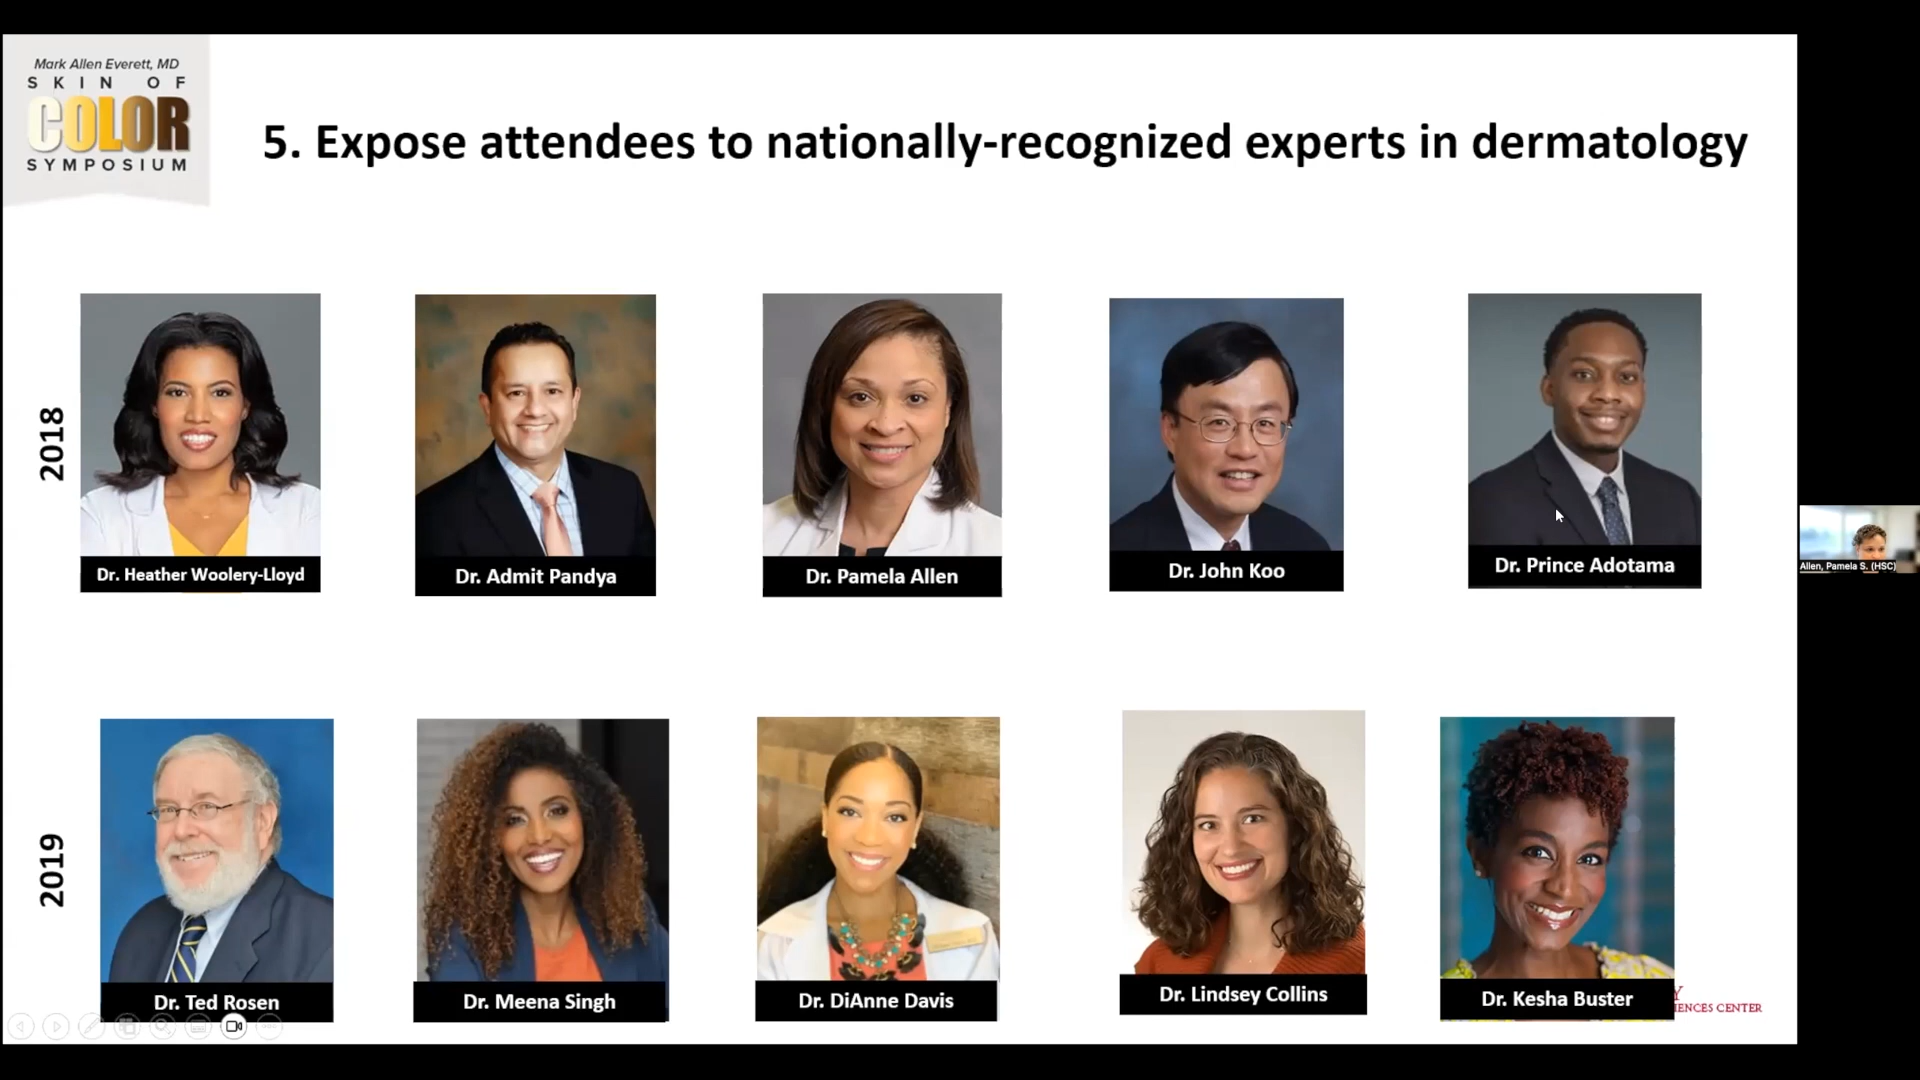 Mark Allen Everett, MD
SKIN OF
COLOR
SYMPOSIUM
5. Expose attendees to nationally-recognized experts in dermatology
2018
Dr. Heather Woolery-Lloyd
Dr. Admit Pandya
Dr. Pamela Allen
Dr. John Koo
Dr. Prince Adotama
Allen, Pamela S. (HSC)
2019
Dr. Ted Rosen
Dr. Meena Singh
Dr. DiAnne Davis
Dr. Lindsey Collins
Dr. Kesha Buster
Y
IENCES CENTER